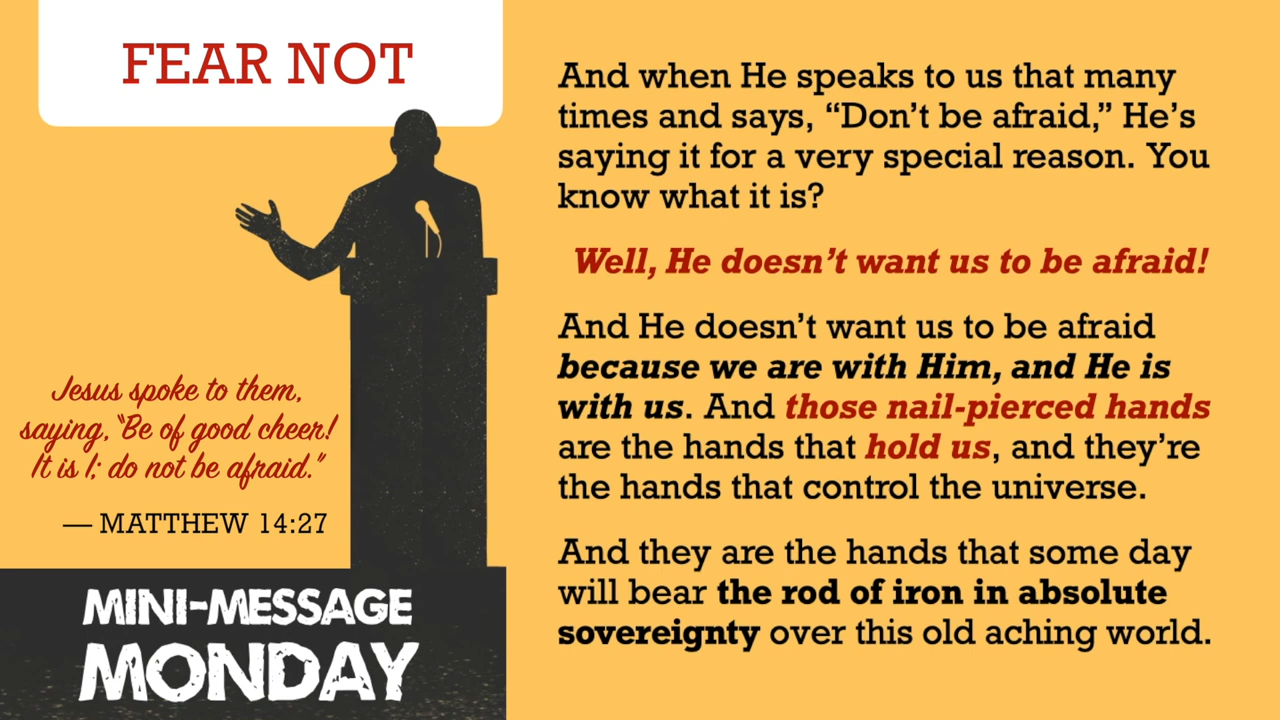 FEAR NOT
Jesus spoke to them,
saying, “Be of good cheer!
It is I; do not be afraid.”
— MATTHEW 14:27
MINI-MESSAGE
MONDAY
And when He speaks to us that many
times and says, “Don’t be afraid,” He’s
saying it for a very special reason. You
know what it is?
Well, He doesn’t want us to be afraid!
And He doesn’t want us to be afraid
because we are with Him, and He is
with us. And those nail-pierced hands
are the hands that hold us, and they’re
the hands that control the universe.
And they are the hands that some day
will bear the rod of iron in absolute
sovereignty over this old aching world.